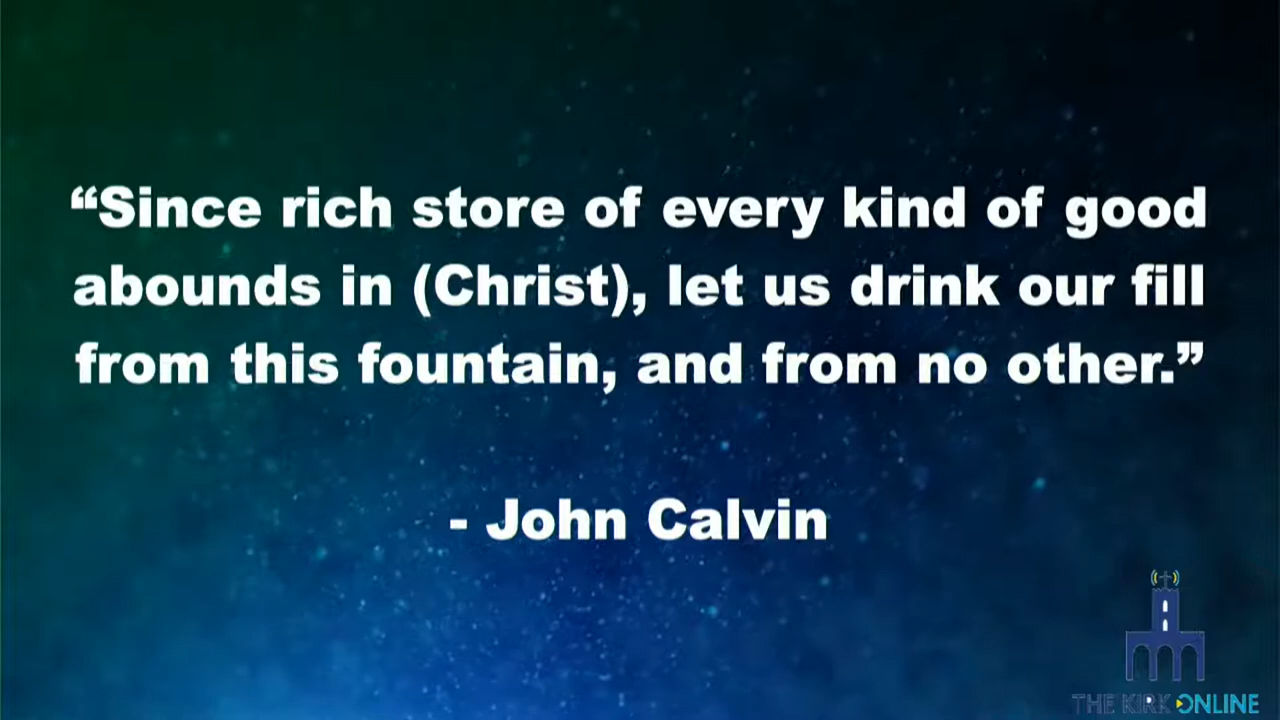 “Since rich store of every kind of good
abounds in (Christ), let us drink our fill
from this fountain, and from no other.”
- John Calvin
THE KIRK ONLINE